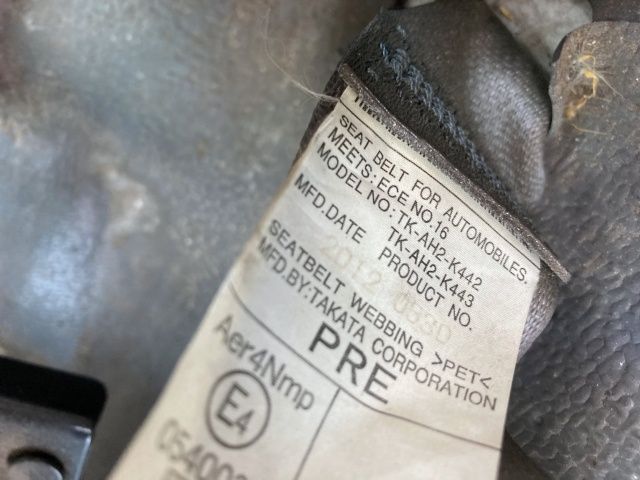 SEAT BELT FOR AUTOMOBILES.
MEETS:ECE NO.16
MODEL NO:TK-AH2-K442
TK-AH2-K443
MFD.DATE PRODUCT NO.
2012
SEATBELT WEBBING >PET<
MFD.BY:TAKATA CORPORATION
PRE
Aer4Nmp
E4